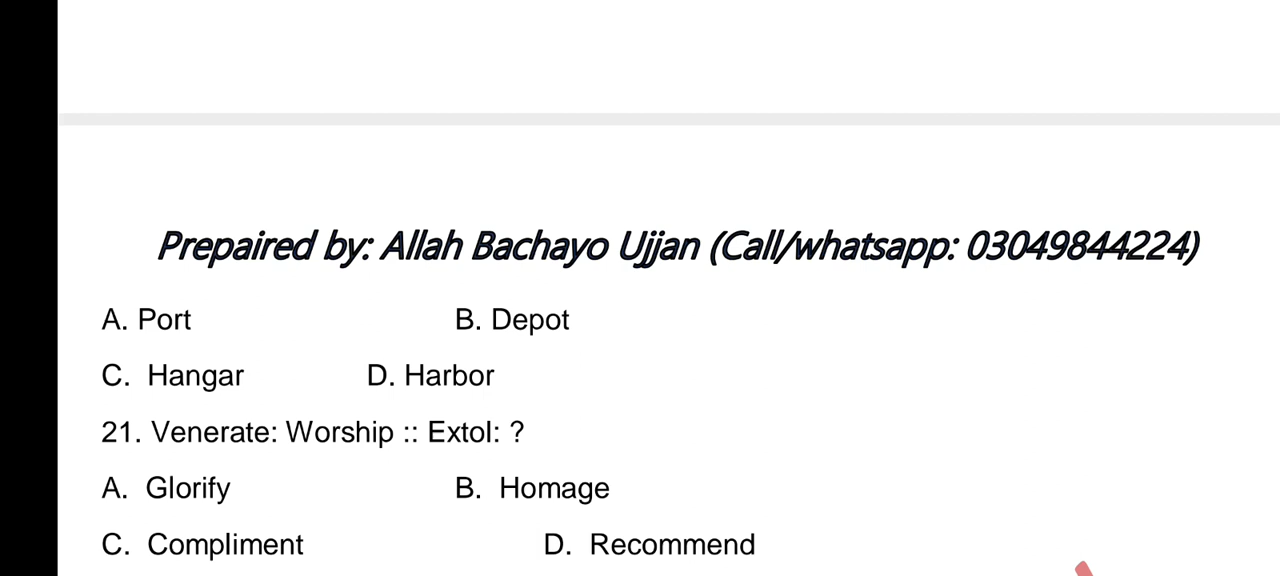 Prepaired by: Allah Bachayo Ujjan (Call/whatsapp: 03049844224)
A. Port B. Depot
C. Hangar D. Harbor
21. Venerate: Worship :: Extol: ?
A. Glorify B. Homage
C. Compliment D. Recommend